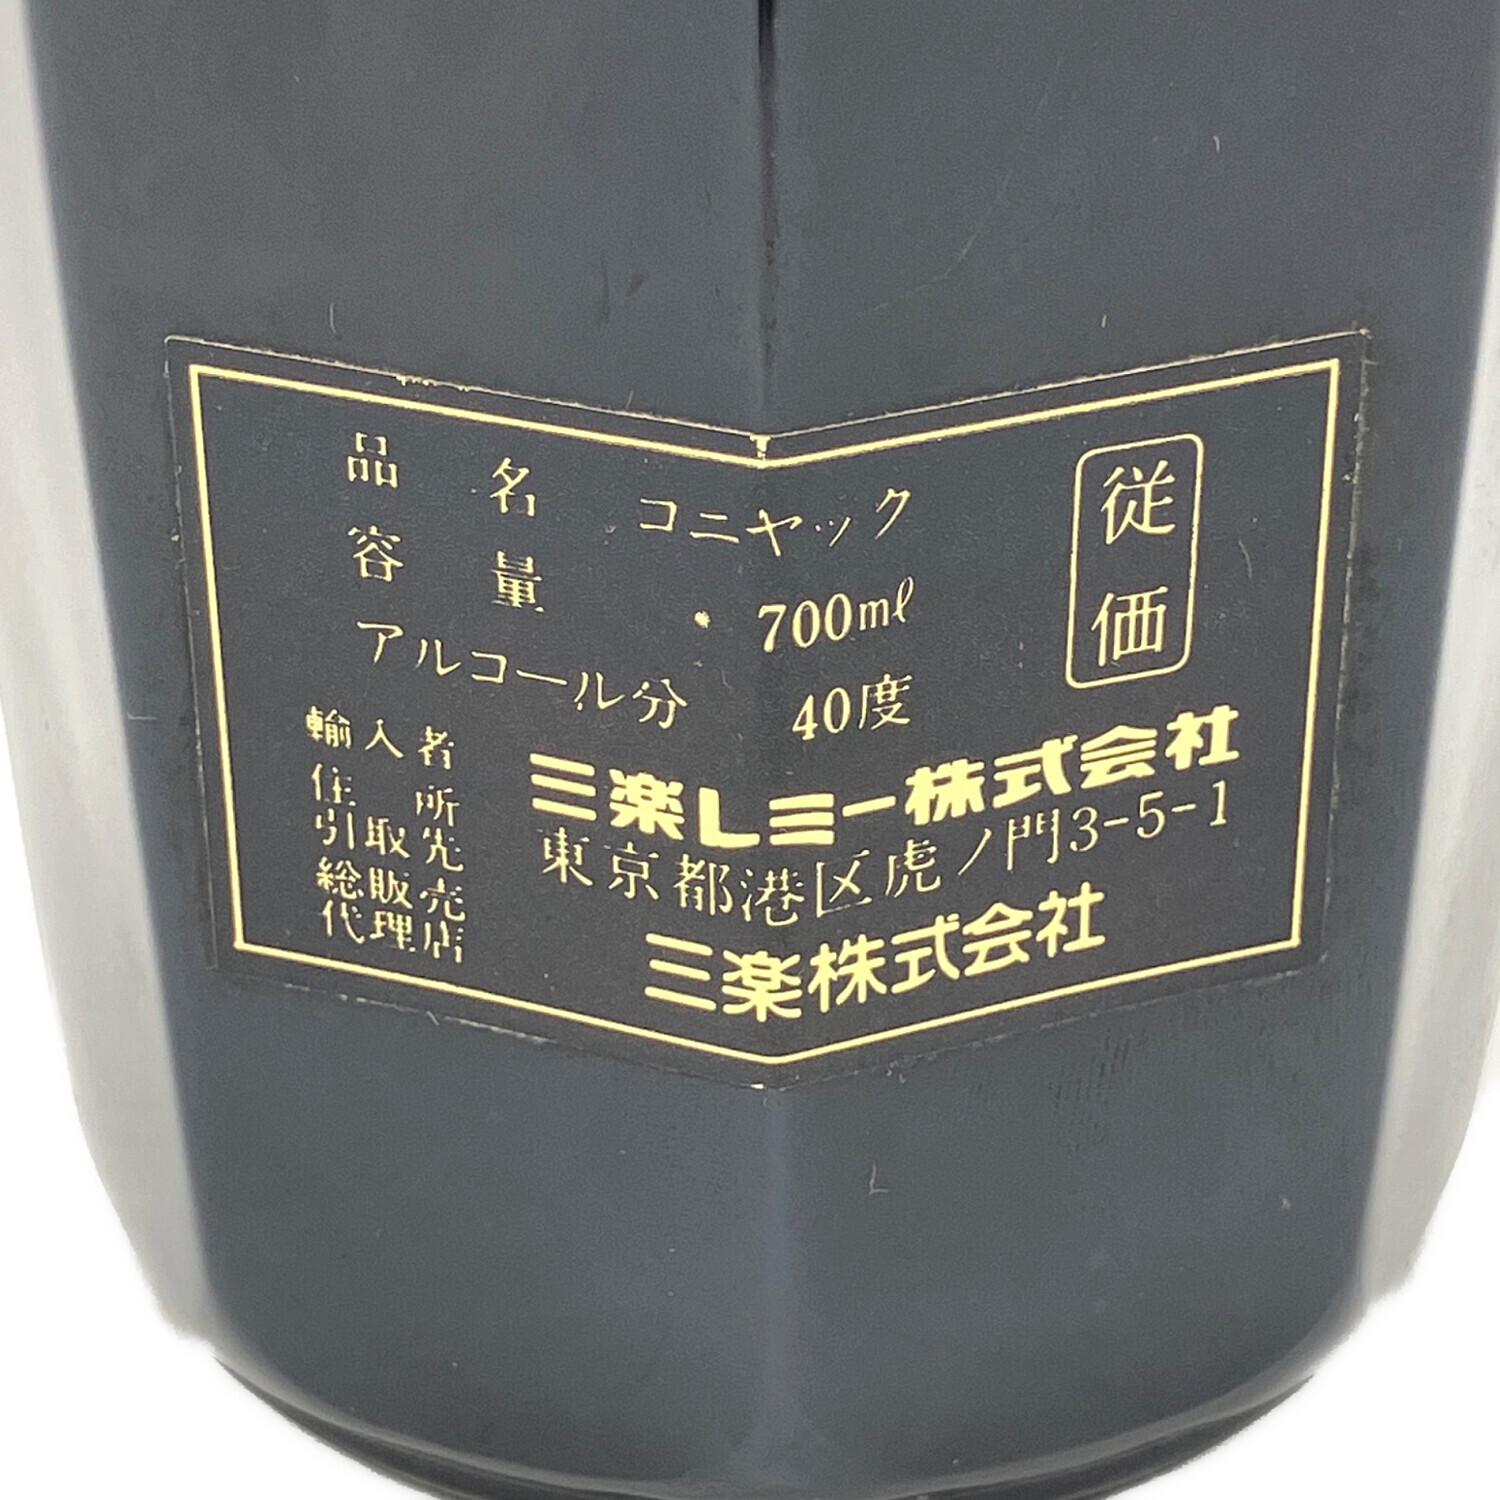 品名 コニヤック
容量 700ml
アルコール分 40度
従価
輸入者 三楽レミー株式会社
住所 東京都港区虎ノ門3-5-1
引取先
総販売代理店 三楽株式会社